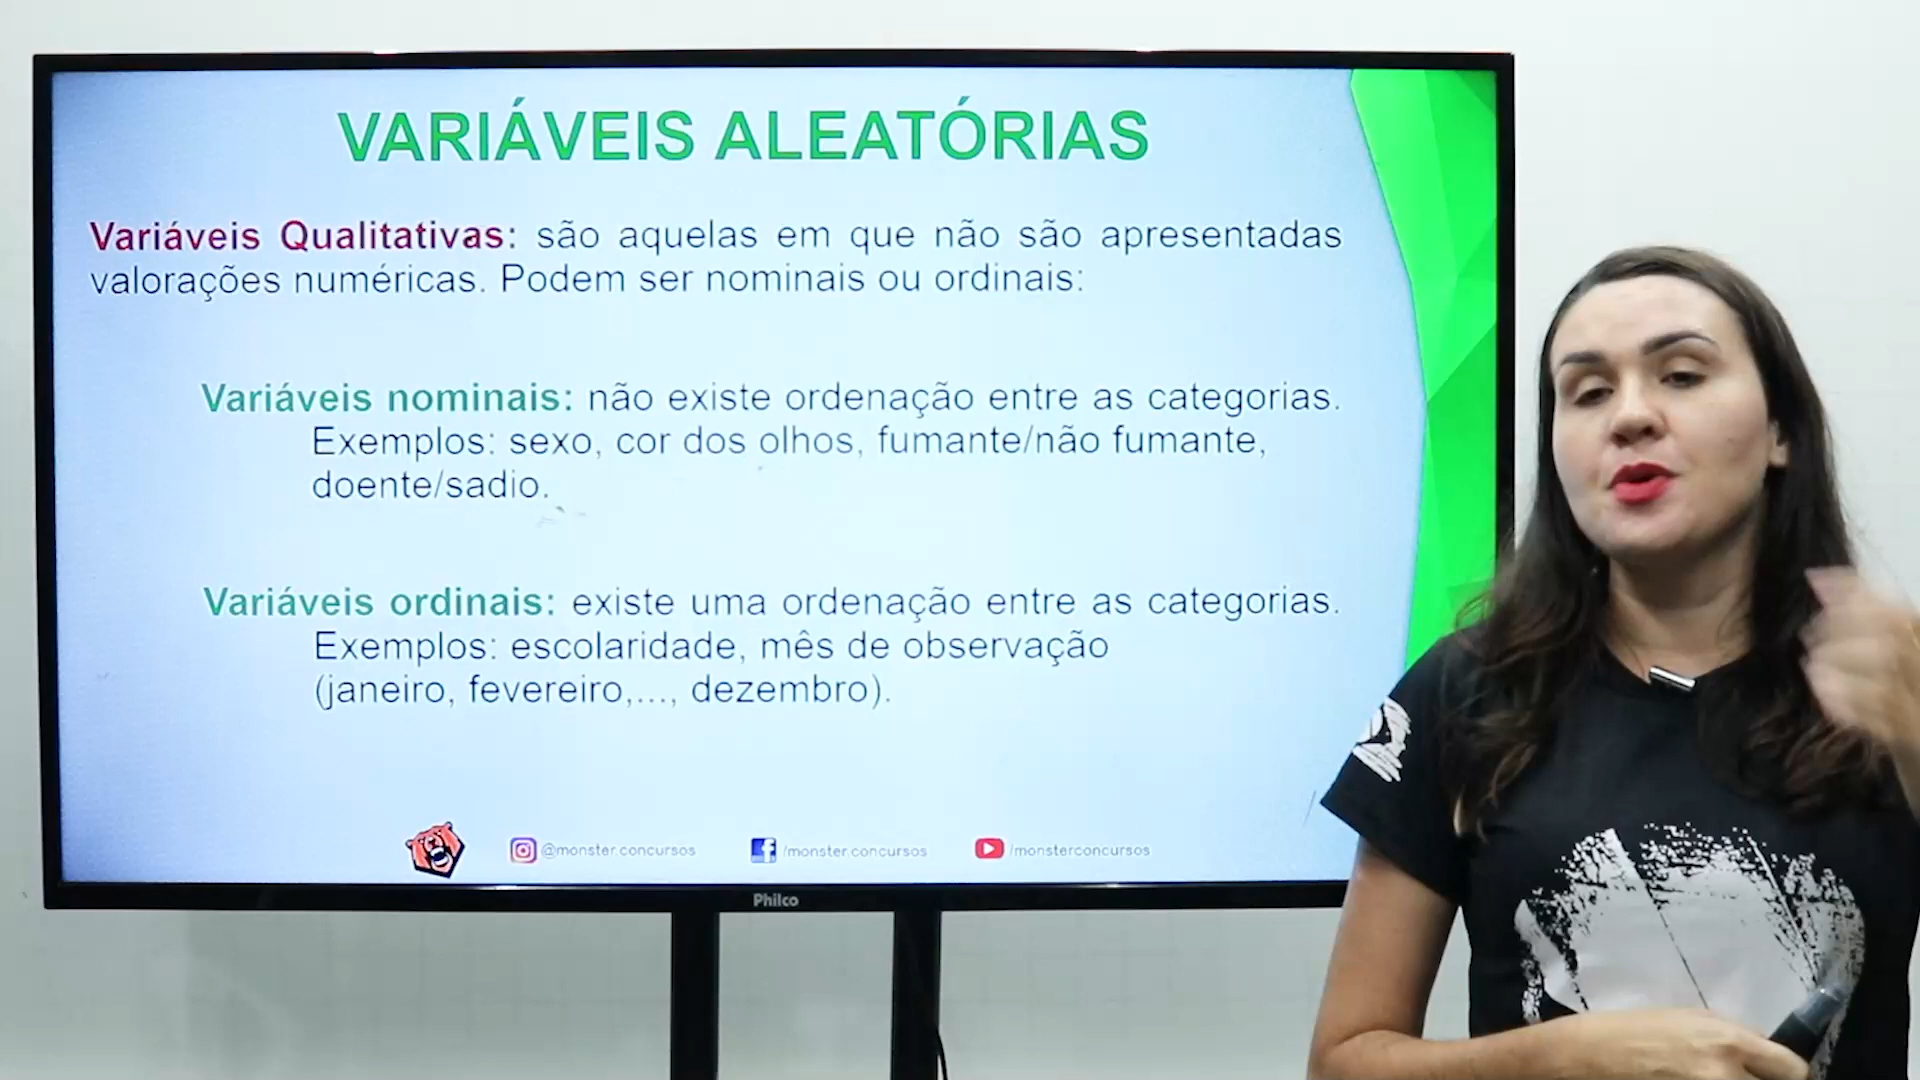 VARIÁVEIS ALEATÓRIAS
Variáveis Qualitativas: são aquelas em que não são apresentadas
valorações numéricas. Podem ser nominais ou ordinais:
Variáveis nominais: não existe ordenação entre as categorias.
Exemplos: sexo, cor dos olhos, fumante/não fumante,
doente/sadio.
Variáveis ordinais: existe uma ordenação entre as categorias.
Exemplos: escolaridade, mês de observação
(janeiro, fevereiro,..., dezembro).
@monster.concursos /monster.concursos /monsterconcursos
Philco